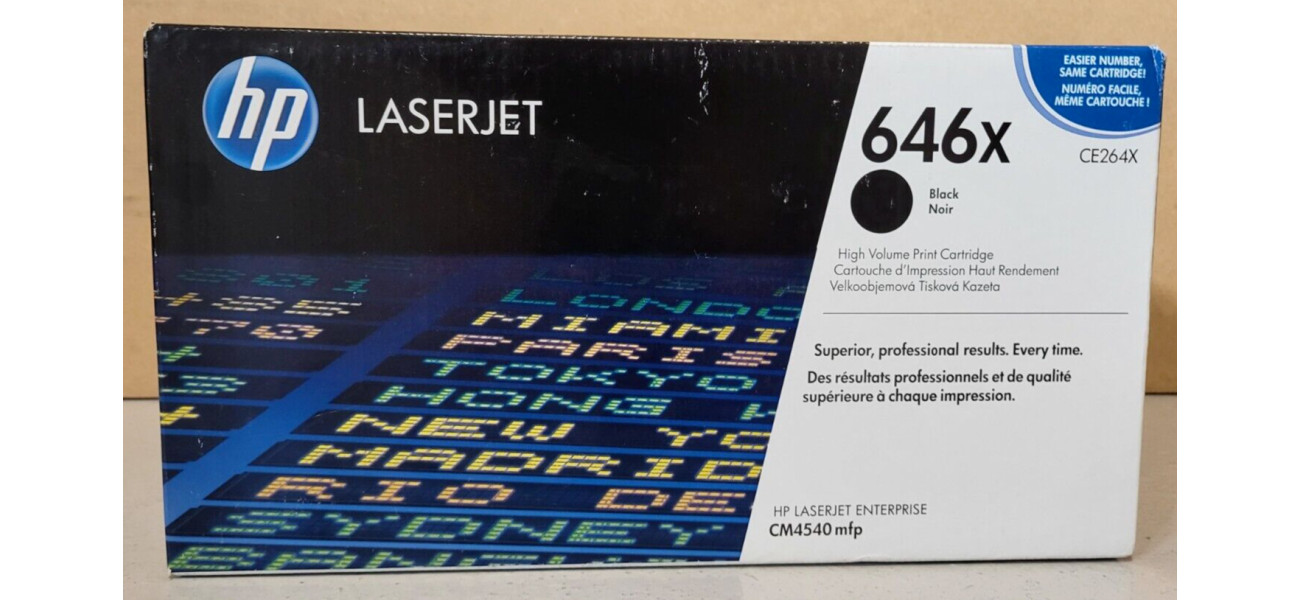 hp
LASERJET
EASIER NUMBER,
SAME CARTRIDGE!
NUMÉRO FACILE,
MÊME CARTOUCHE !
646X
CE264X
Black
Noir
High Volume Print Cartridge
Cartouche d'Impression Haut Rendement
Velkoobjemová Tisková Kazeta
Superior, professional results. Every time.
Des résultats professionnels et de qualité
supérieure à chaque impression.
HP LASERJET ENTERPRISE
CM4540 mfp
LONDO
MIAMI
PARIS
TOKYO
HONG
NEW YO
MADRID
RIO DE
SYDNEY